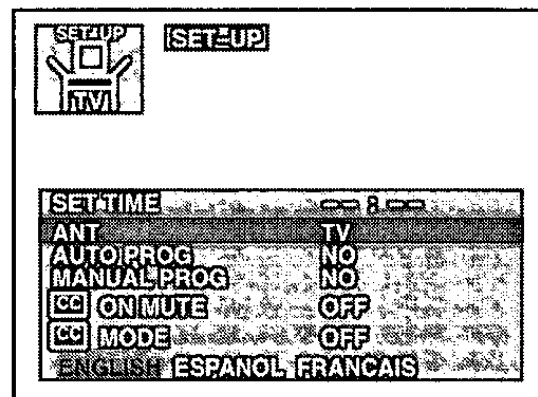 SET-UP
TV
SET-UP
SET TIME -- : --
ANT TV
AUTO PROG NO
MANUAL PROG NO
CC ON MUTE OFF
CC MODE OFF
ENGLISH ESPANOL FRANCAIS